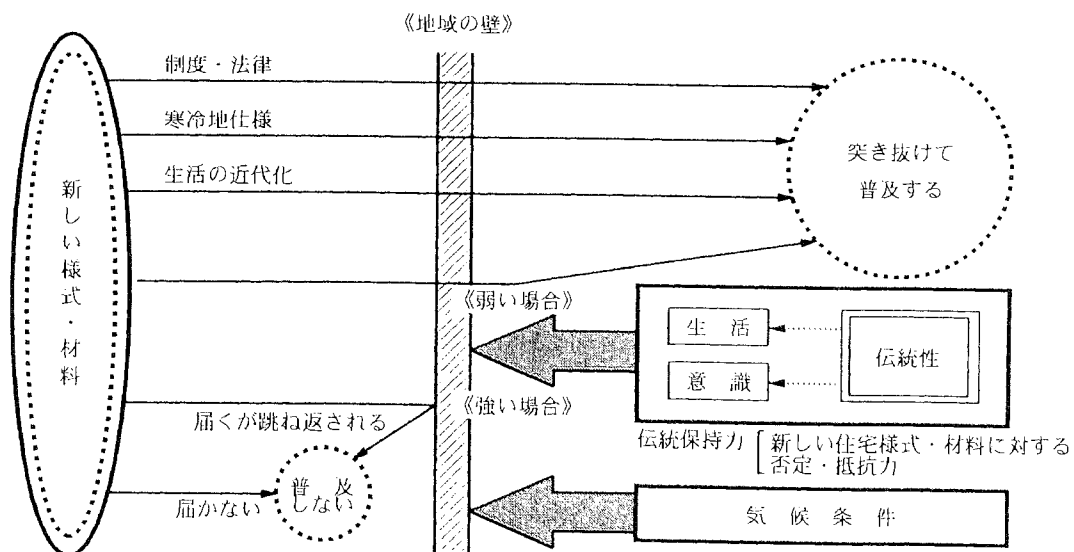 《地域の壁》
制度・法律
寒冷地仕様
生活の近代化
新しい様式・材料
突き抜けて
普及する
《弱い場合》
生 活
意 識
伝統性
《強い場合》
届くが跳ね返される
伝統保持力
新しい住宅様式・材料に対する
否定・抵抗力
普 及
しない
届かない
気 候 条 件